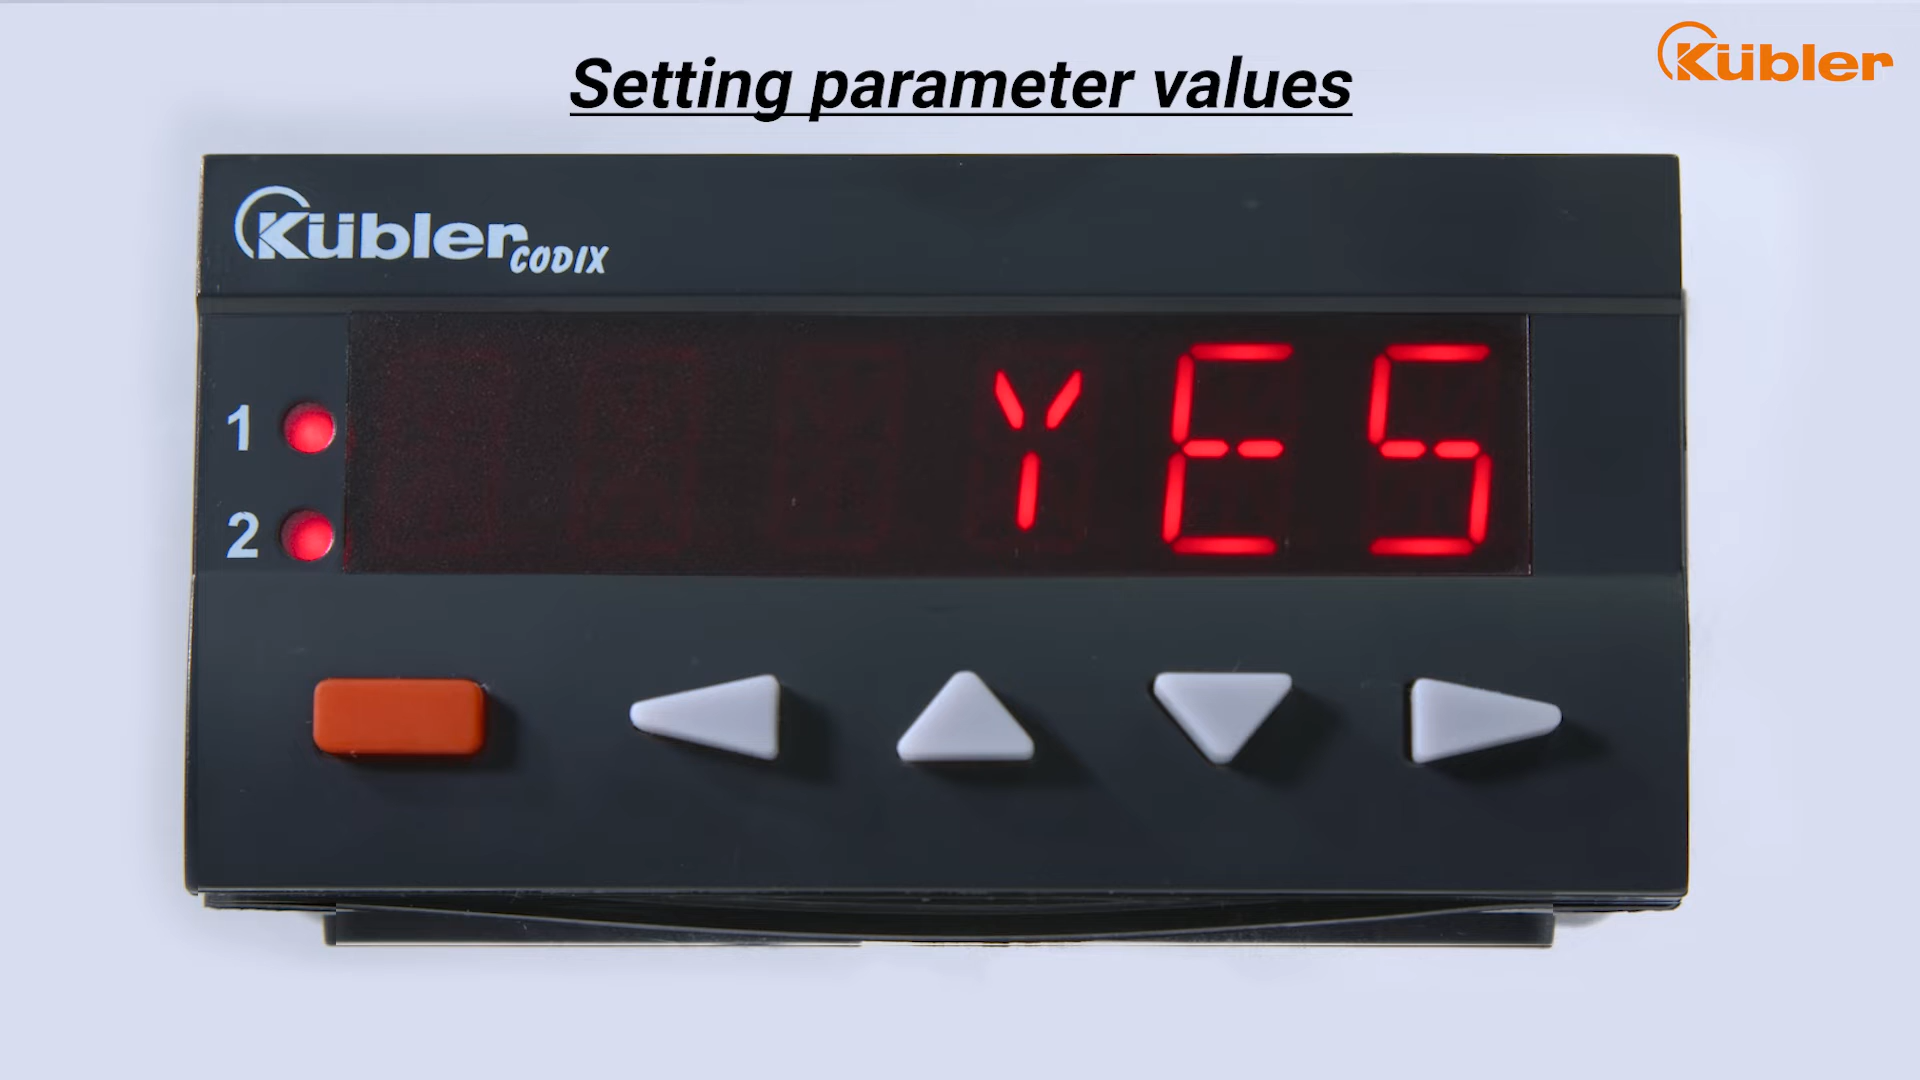 Setting parameter values
Kübler
Kübler CODIX
1
YES
2